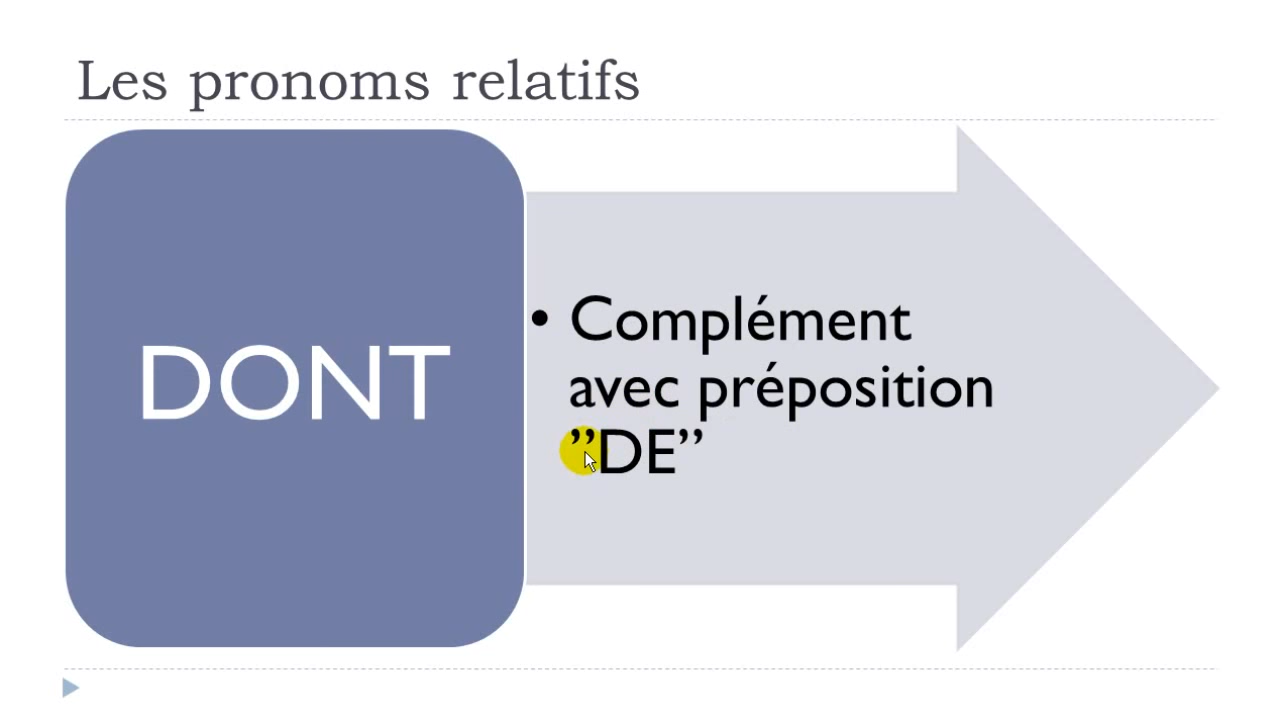 Les pronoms relatifs
DONT
• Complément
avec préposition
”DE”